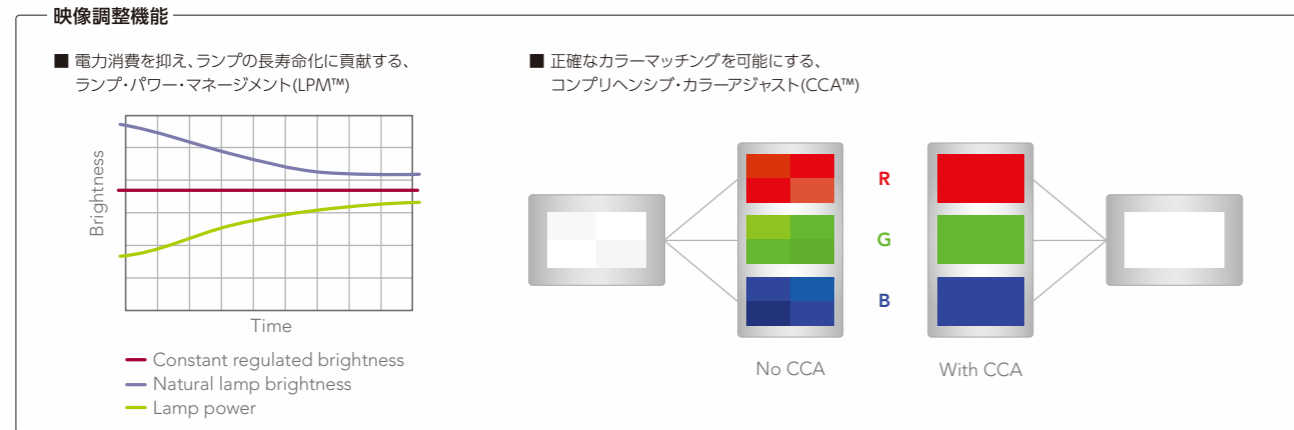 映像調整機能
■ 電力消費を抑え、ランプの長寿命化に貢献する、
ランプ・パワー・マネージメント(LPM™)
Brightness
Time
Constant regulated brightness
Natural lamp brightness
Lamp power
■ 正確なカラーマッチングを可能にする、
コンプリヘンシブ・カラーアジャスト(CCA™)
R
G
B
No CCA
With CCA